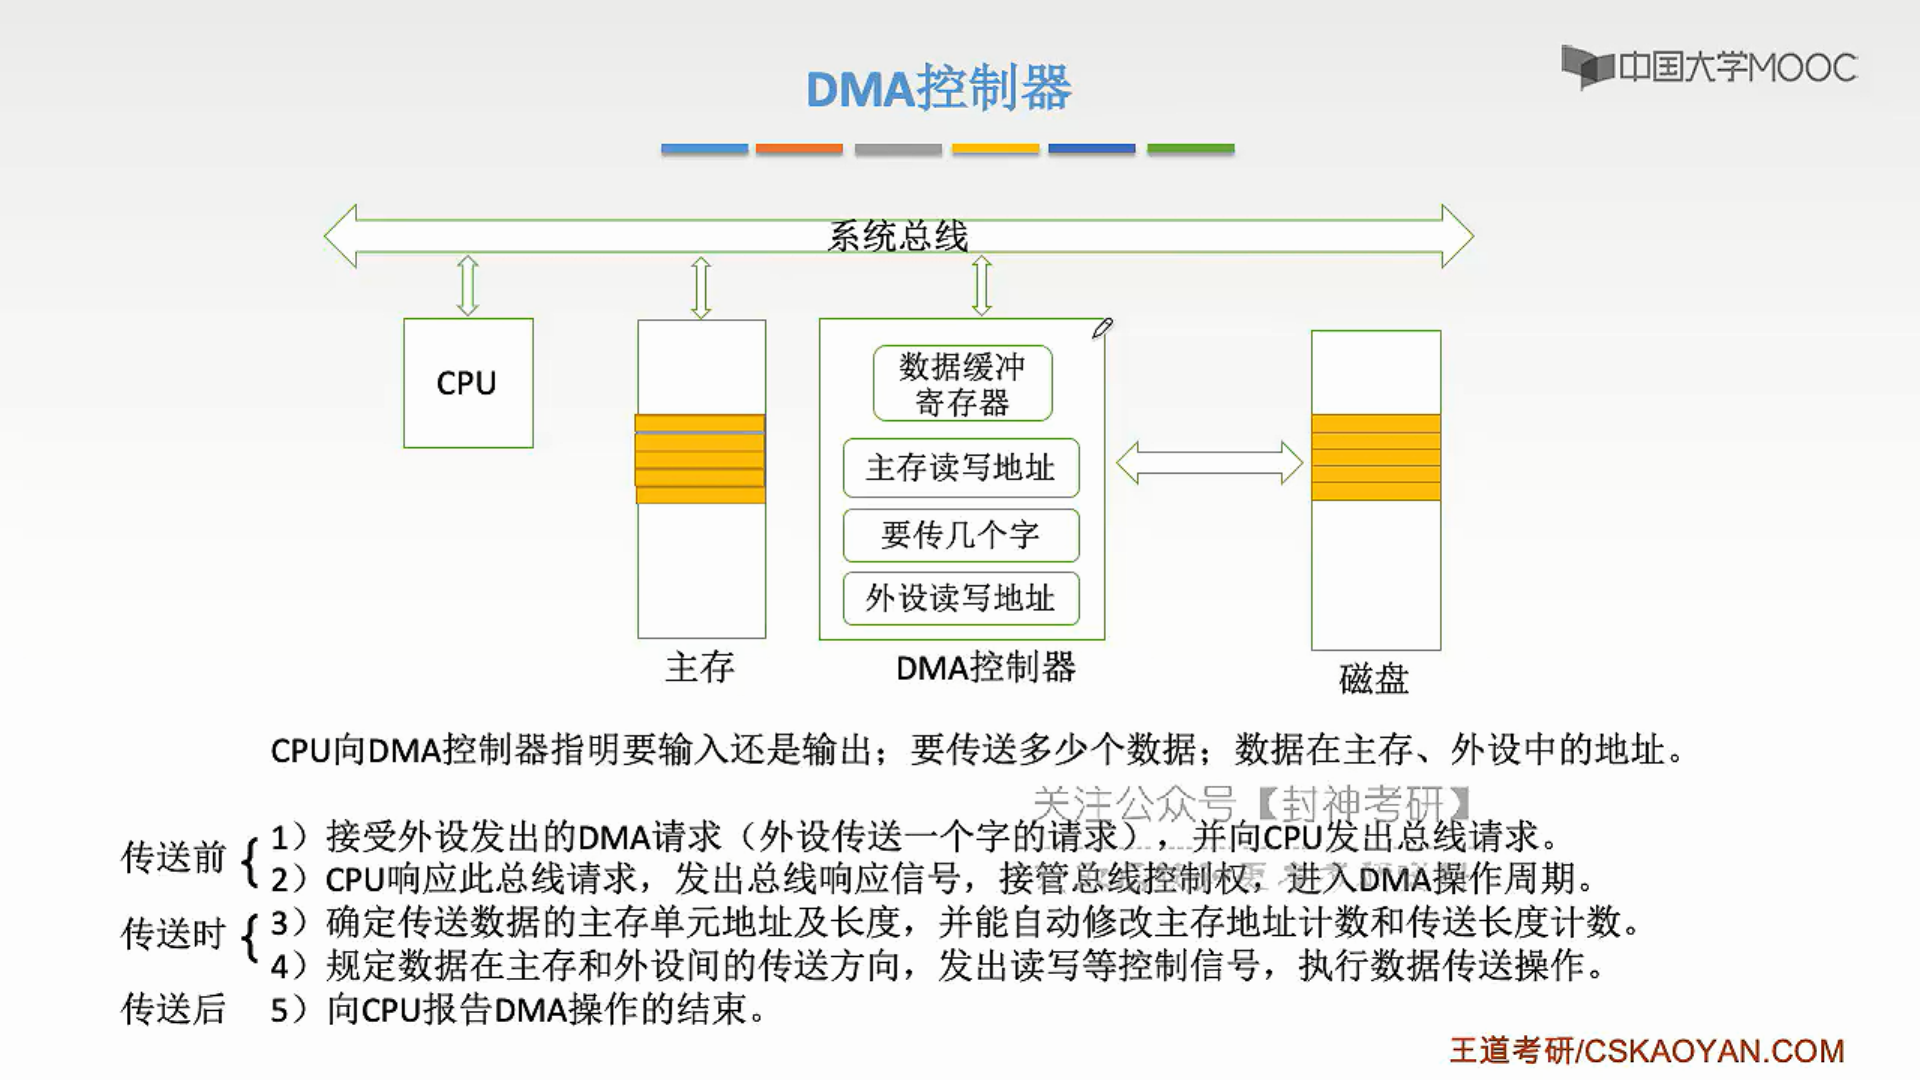 中国大学MOOC
DMA控制器
系统总线
CPU
数据缓冲
寄存器
主存读写地址
要传几个字
外设读写地址
主存
DMA控制器
磁盘
CPU向DMA控制器指明要输入还是输出；要传送多少个数据；数据在主存、外设中的地址。
关注公众号【封神考研】
传送前
1）接受外设发出的DMA请求（外设传送一个字的请求），并向CPU发出总线请求。
2）CPU响应此总线请求，发出总线响应信号，接管总线控制权，进入DMA操作周期。
传送时
3）确定传送数据的主存单元地址及长度，并能自动修改主存地址计数和传送长度计数。
4）规定数据在主存和外设间的传送方向，发出读写等控制信号，执行数据传送操作。
传送后
5）向CPU报告DMA操作的结束。
王道考研/CSKAOYAN.COM